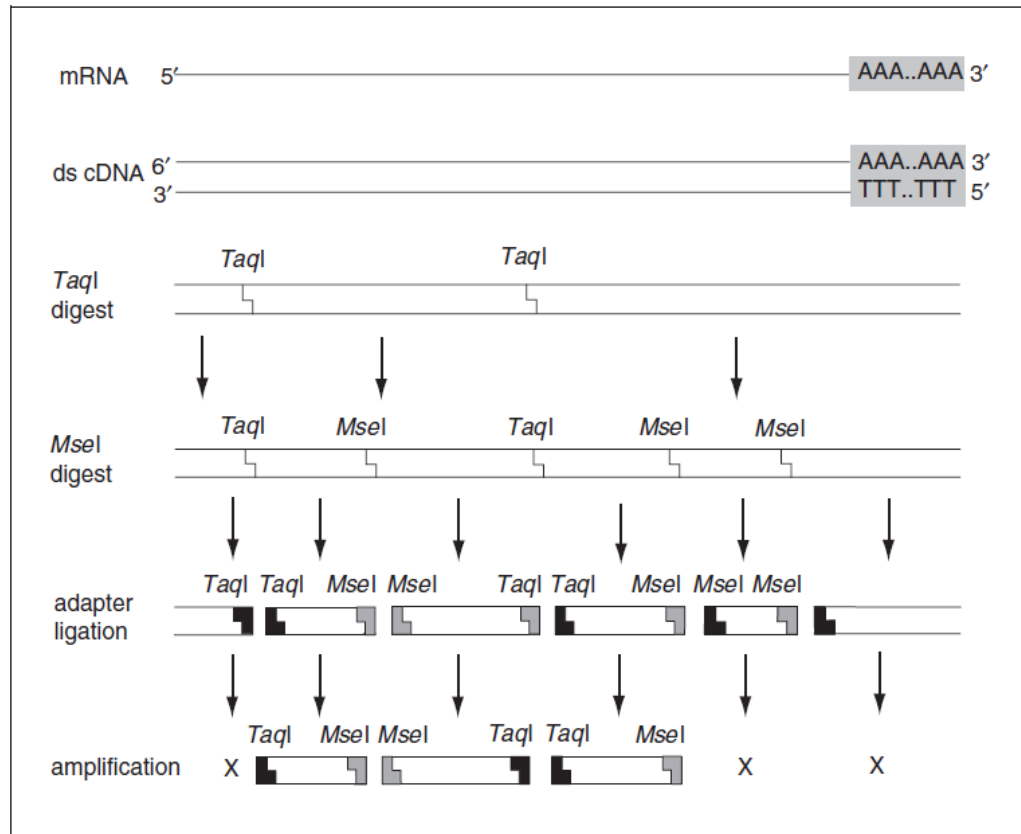 mRNA 5′ AAA..AAA 3′
ds cDNA 6′ AAA..AAA 3′
3′ TTT..TTT 5′
TaqI TaqI
TaqI
digest
TaqI MseI TaqI MseI MseI
MseI
digest
TaqI TaqI MseI MseI TaqI TaqI MseI MseI MseI
adapter
ligation
TaqI MseI MseI TaqI TaqI MseI
amplification X X X